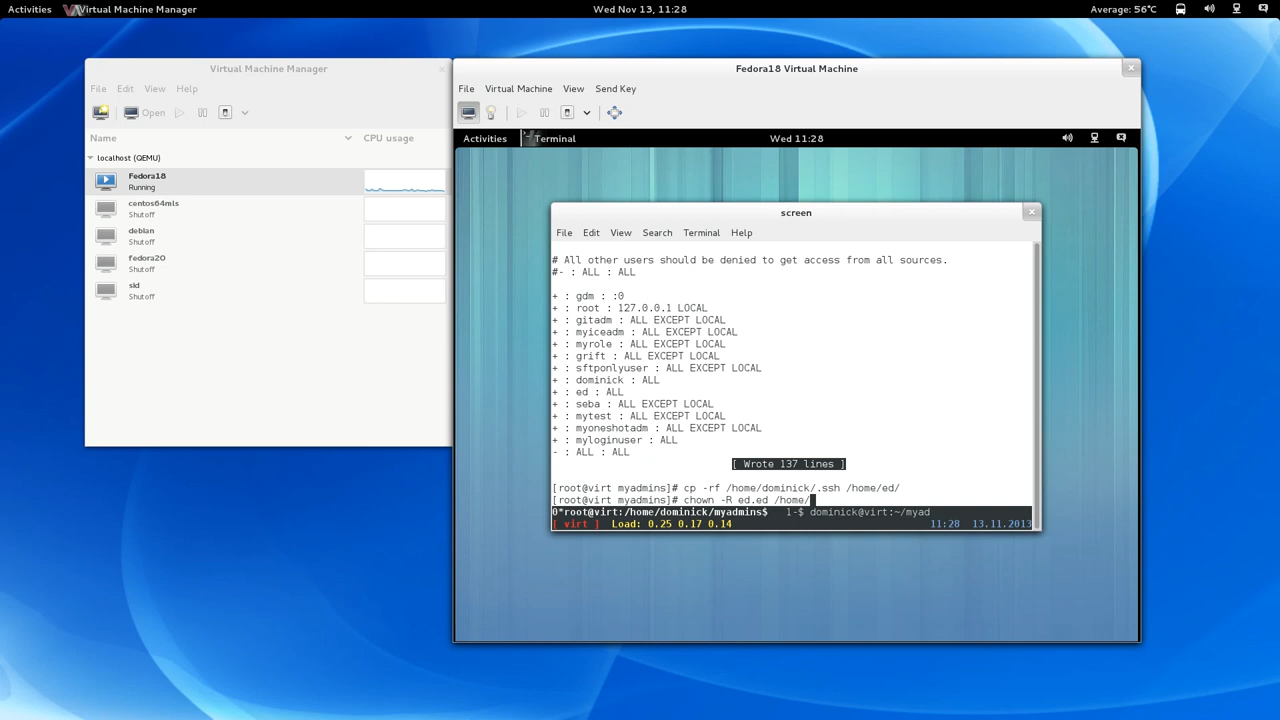 Activities Virtual Machine Manager Wed Nov 13, 11:28 Average: 56°C
Virtual Machine Manager
File Edit View Help
Open
Name CPU usage
localhost (QEMU)
Fedora18
Running
centos64mls
Shutoff
debian
Shutoff
fedora20
Shutoff
sid
Shutoff
Fedora18 Virtual Machine
File Virtual Machine View Send Key
Activities Terminal Wed 11:28
screen
File Edit View Search Terminal Help
# All other users should be denied to get access from all sources.
#- : ALL : ALL
+ : gdm : :0
+ : root : 127.0.0.1 LOCAL
+ : gitadm : ALL EXCEPT LOCAL
+ : myiceadm : ALL EXCEPT LOCAL
+ : myrole : ALL EXCEPT LOCAL
+ : grift : ALL EXCEPT LOCAL
+ : sftponlyuser : ALL EXCEPT LOCAL
+ : dominick : ALL
+ : ed : ALL
+ : seba : ALL EXCEPT LOCAL
+ : mytest : ALL EXCEPT LOCAL
+ : myoneshotadm : ALL EXCEPT LOCAL
+ : myloginuser : ALL
- : ALL : ALL
[ Wrote 137 lines ]
[root@virt myadmins]# cp -rf /home/dominick/.ssh /home/ed/
[root@virt myadmins]# chown -R ed.ed /home/
0*root@virt:/home/dominick/myadmins$ 1-$ dominick@virt:~/myad
[ virt ] Load: 0.25 0.17 0.14 11:28 13.11.2013